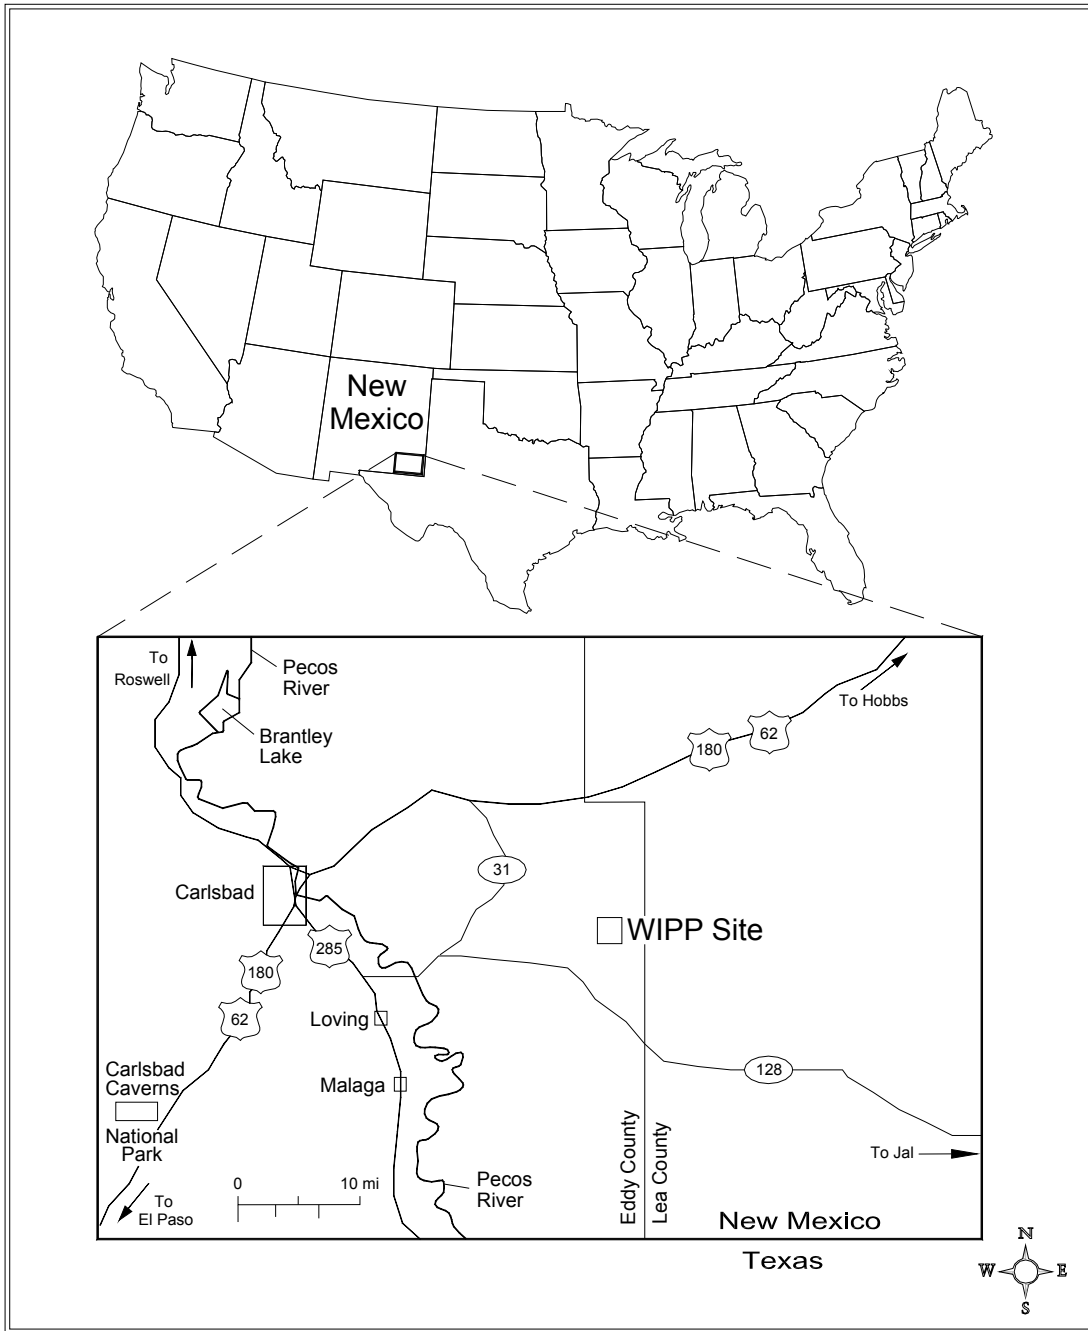 New
Mexico
To
Roswell
Pecos
River
Brantley
Lake
To Hobbs
180
62
31
Carlsbad
WIPP Site
285
180
62
Loving
Malaga
128
Carlsbad
Caverns
National
Park
To
El Paso
0 10 mi
Pecos
River
Eddy County
Lea County
To Jal
New Mexico
Texas
N
W E
S